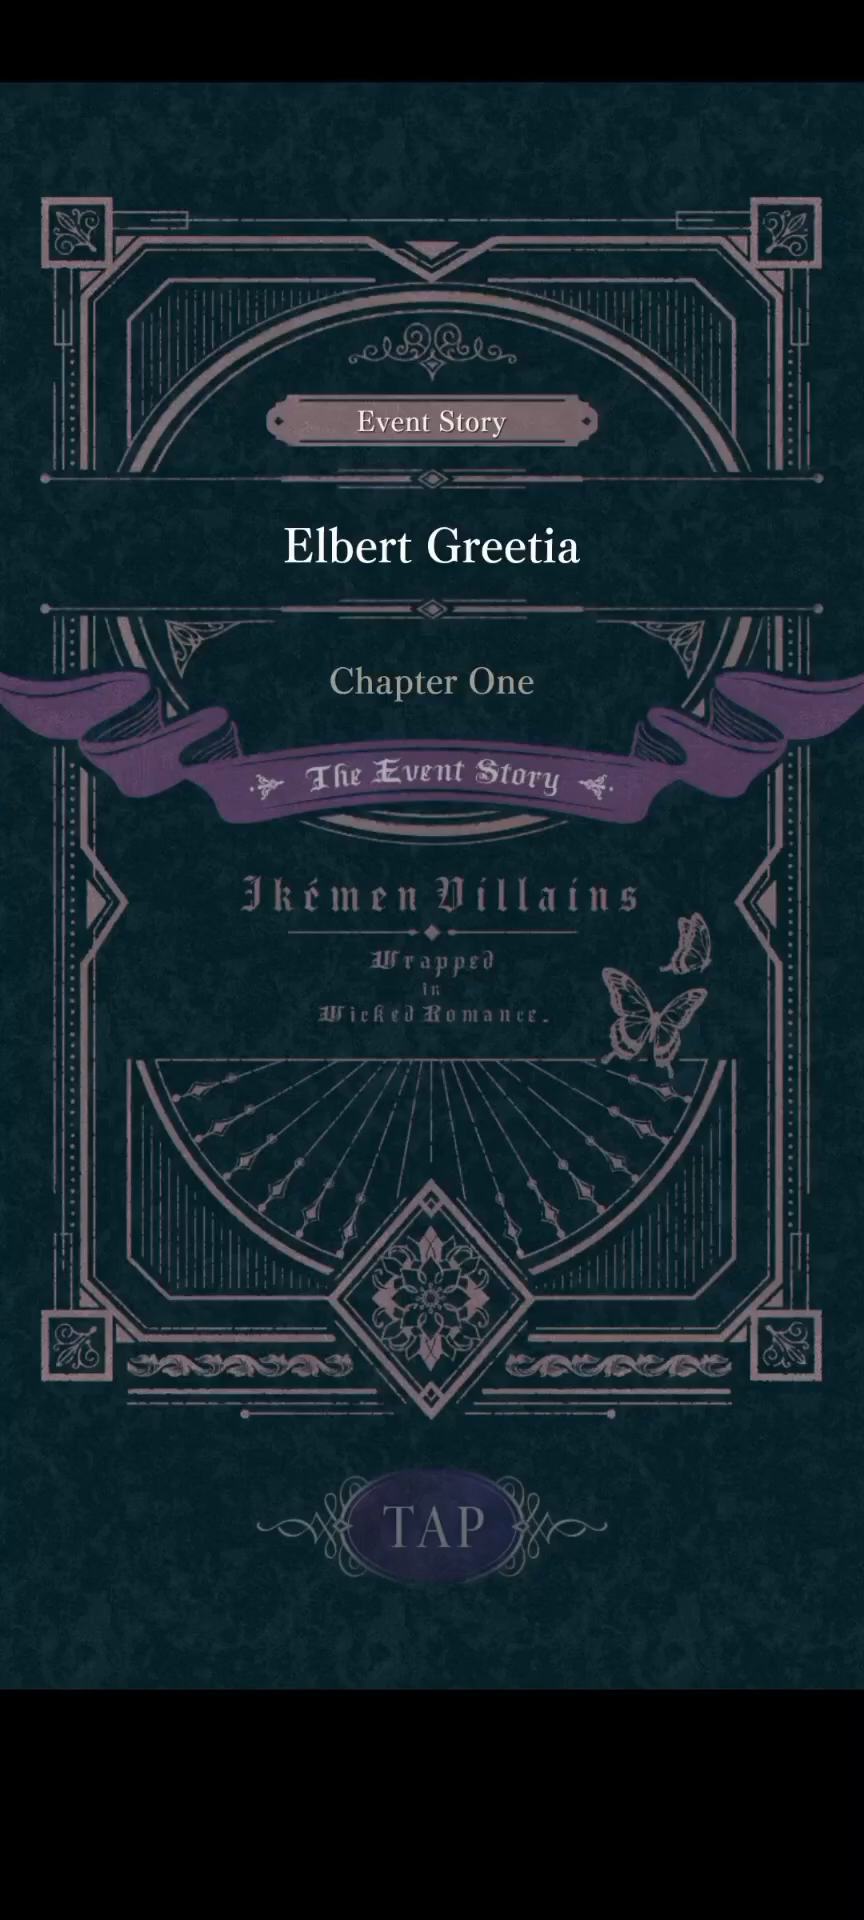 Event Story
Elbert Greetia
Chapter One
The Event Story
Ikémen Villains
Wrapped
in
Wicked Romance.
TAP